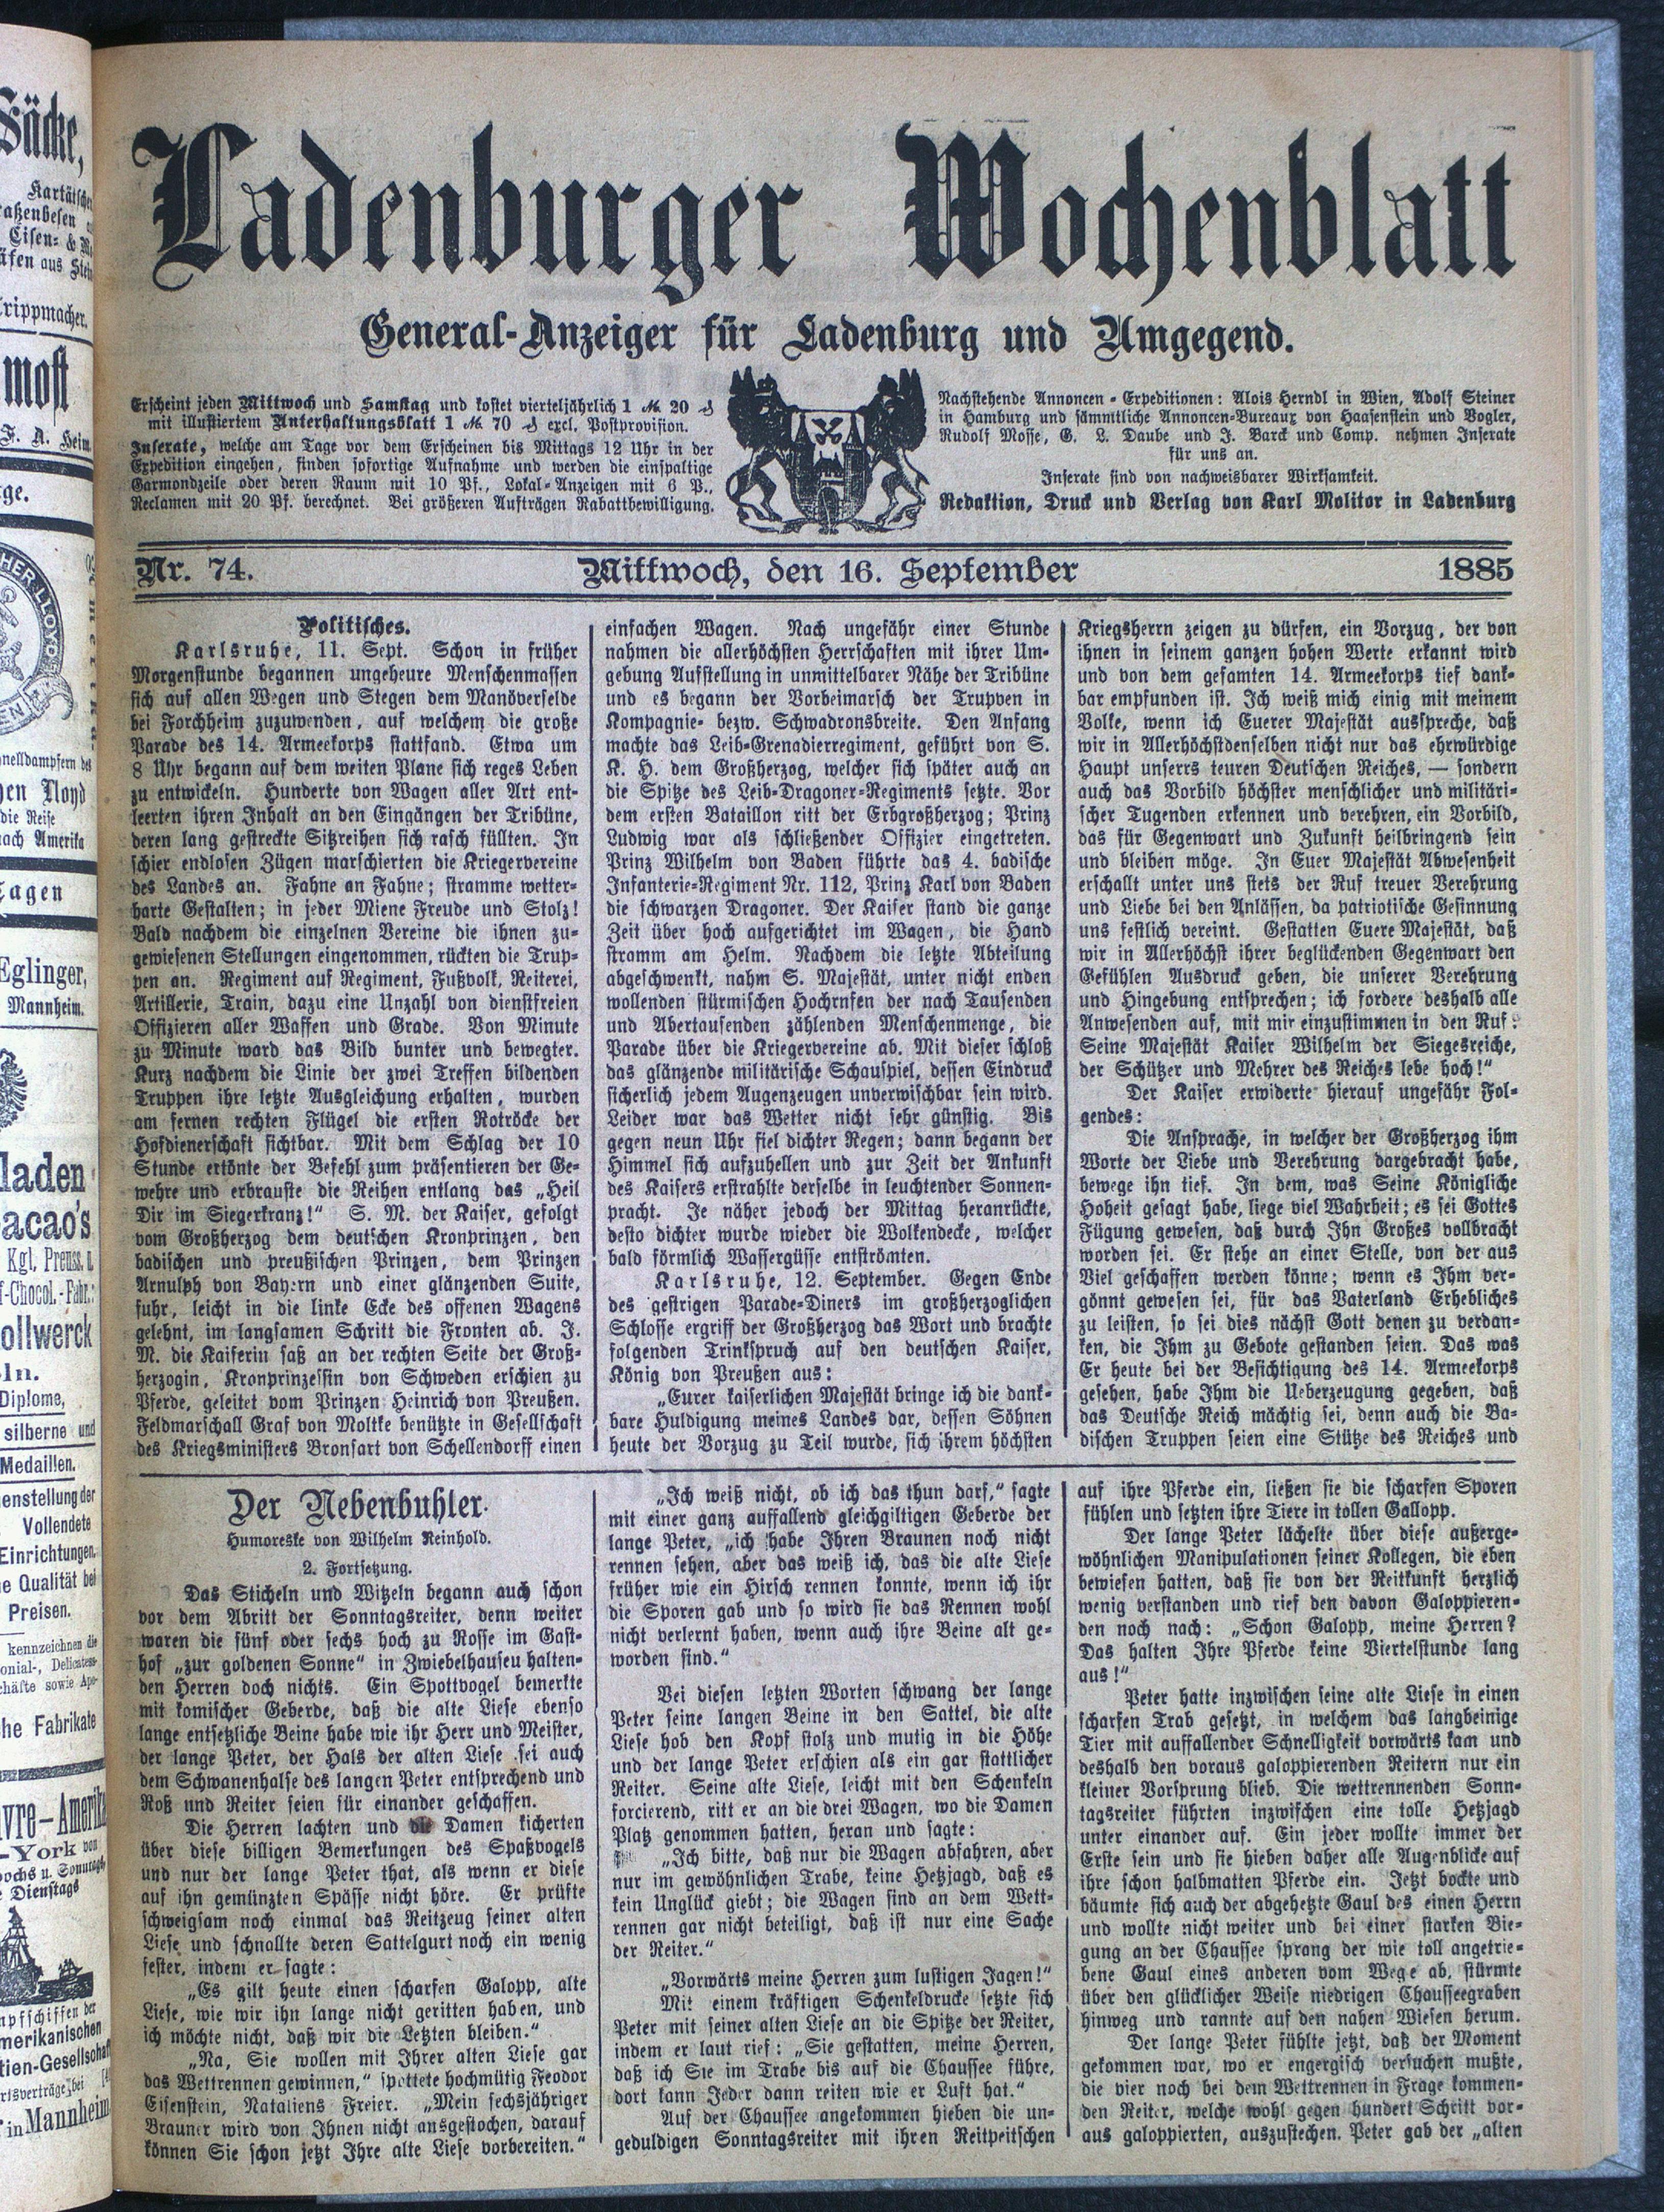 Ladenburger Wochenblatt
General-Anzeiger für Ladenburg und Umgegend.
Erscheint jeden Mittwoch und Samstag und kostet vierteljährlich 1 M. 20 ₰
mit illustriertem Unterhaltungsblatt 1 M. 70 ₰ excl. Postprovision.
Inserate, welche am Tage vor dem Erscheinen bis Mittags 12 Uhr in der
Expedition eingehen, finden sofortige Aufnahme und werden die einspaltige
Garmondzeile oder deren Raum mit 10 Pf., Lokal-Anzeigen mit 6 P.,
Reclamen mit 20 Pf. berechnet. Bei größeren Aufträgen Rabattbewilligung.
Nachstehende Annoncen-Expeditionen: Alois Herndl in Wien, Adolf Steiner
in Hamburg und sämmtliche Annoncen-Bureaux von Haasenstein und Vogler,
Rudolf Mosse, G. L. Daube und J. Barck und Comp. nehmen Inserate
für uns an.
Inserate sind von nachweisbarer Wirksamkeit.
Redaktion, Druck und Verlag von Karl Molitor in Ladenburg
Nr. 74.
Mittwoch, den 16. September
1885
Politisches.
Karlsruhe, 11. Sept. Schon in früher
Morgenstunde begannen ungeheure Menschenmassen
sich auf allen Wegen und Stegen dem Manöverfelde
bei Forchheim zuzuwenden, auf welchem die große
Parade des 14. Armeekorps stattfand. Etwa um
8 Uhr begann auf dem weiten Plane sich reges Leben
zu entwickeln. Hunderte von Wagen aller Art ent-
leerten ihren Inhalt an den Eingängen der Tribüne,
deren lang gestreckte Sitzreihen sich rasch füllten. In
schier endlosen Zügen marschierten die Kriegervereine
des Landes an. Fahne an Fahne; stramme wetter-
harte Gestalten; in jeder Miene Freude und Stolz!
Bald nachdem die einzelnen Vereine die ihnen zu-
gewiesenen Stellungen eingenommen, rückten die Trup-
pen an. Regiment auf Regiment, Fußvolk, Reiterei,
Artillerie, Train, dazu eine Unzahl von dienstfreien
Offizieren aller Waffen und Grade. Von Minute
zu Minute ward das Bild bunter und bewegter.
Kurz nachdem die Linie der zwei Treffen bildenden
Truppen ihre letzte Ausgleichung erhalten, wurden
am fernen rechten Flügel die ersten Rotröcke der
Hofdienerschaft sichtbar. Mit dem Schlag der 10
Stunde ertönte der Befehl zum präsentieren der Ge-
wehre und erbrauste die Reihen entlang das „Heil
Dir im Siegerkranz!“ S. M. der Kaiser, gefolgt
vom Großherzog dem deutschen Kronprinzen, den
badischen und preußischen Prinzen, dem Prinzen
Arnulph von Bayern und einer glänzenden Suite,
fuhr, leicht in die linke Ecke des offenen Wagens
gelehnt, im langsamen Schritt die Fronten ab. J.
M. die Kaiserin saß an der rechten Seite der Groß-
herzogin, Kronprinzessin von Schweden erschien zu
Pferde, geleitet vom Prinzen Heinrich von Preußen.
Feldmarschall Graf von Moltke benützte in Gesellschaft
des Kriegsministers Bronsart von Schellendorff einen
einfachen Wagen. Nach ungefähr einer Stunde
nahmen die allerhöchsten Herrschaften mit ihrer Um-
gebung Aufstellung in unmittelbarer Nähe der Tribüne
und es begann der Vorbeimarsch der Truppen in
Kompagnie- bezw. Schwadronsbreite. Den Anfang
machte das Leib-Grenadierregiment, geführt von S.
K. H. dem Großherzog, welcher sich später auch an
die Spitze des Leib-Dragoner-Regiments setzte. Vor
dem ersten Bataillon ritt der Erbgroßherzog; Prinz
Ludwig war als schließender Offizier eingetreten.
Prinz Wilhelm von Baden führte das 4. badische
Infanterie-Regiment Nr. 112, Prinz Karl von Baden
die schwarzen Dragoner. Der Kaiser stand die ganze
Zeit über hoch aufgerichtet im Wagen, die Hand
stramm am Helm. Nachdem die letzte Abteilung
abgeschwenkt, nahm S. Majestät, unter nicht enden
wollenden stürmischen Hochrufen der nach Tausenden
und Abertausenden zählenden Menschenmenge, die
Parade über die Kriegervereine ab. Mit dieser schloß
das glänzende militärische Schauspiel, dessen Eindruck
sicherlich jedem Augenzeugen unverwischbar sein wird.
Leider war das Wetter nicht sehr günstig. Bis
gegen neun Uhr fiel dichter Regen; dann begann der
Himmel sich aufzuhellen und zur Zeit der Ankunft
des Kaisers erstrahlte derselbe in leuchtender Sonnen-
pracht. Je näher jedoch der Mittag heranrückte,
desto dichter wurde wieder die Wolkendecke, welcher
bald förmlich Wassergüsse entströmten.
Karlsruhe, 12. September. Gegen Ende
des gestrigen Parade-Diners im großherzoglichen
Schlosse ergriff der Großherzog das Wort und brachte
folgenden Trinkspruch auf den deutschen Kaiser,
König von Preußen aus:
„Eurer kaiserlichen Majestät bringe ich die dank-
bare Huldigung meines Landes dar, dessen Söhnen
heute der Vorzug zu Teil wurde, sich ihrem höchsten
Kriegsherrn zeigen zu dürfen, ein Vorzug, der von
ihnen in seinem ganzen hohen Werte erkannt wird
und von dem gesamten 14. Armeekorps tief dank-
bar empfunden ist. Ich weiß mich einig mit meinem
Volke, wenn ich Euerer Majestät ausspreche, daß
wir in Allerhöchstdenselben nicht nur das ehrwürdige
Haupt unserrs teuren Deutschen Reiches, — sondern
auch das Vorbild höchster menschlicher und militäri-
scher Tugenden erkennen und verehren, ein Vorbild,
das für Gegenwart und Zukunft heilbringend sein
und bleiben möge. In Euer Majestät Abwesenheit
erschallt unter uns stets der Ruf treuer Verehrung
und Liebe bei den Anlässen, da patriotische Gesinnung
uns festlich vereint. Gestatten Euere Majestät, daß
wir in Allerhöchst ihrer beglückenden Gegenwart den
Gefühlen Ausdruck geben, die unserer Verehrung
und Hingebung entsprechen; ich fordere deshalb alle
Anwesenden auf, mit mir einzustimmen in den Ruf:
Seine Majestät Kaiser Wilhelm der Siegesreiche,
der Schützer und Mehrer des Reiches lebe hoch!“
Der Kaiser erwiderte hierauf ungefähr Fol-
gendes:
Die Ansprache, in welcher der Großherzog ihm
Worte der Liebe und Verehrung dargebracht habe,
bewege ihn tief. In dem, was Seine Königliche
Hoheit gesagt habe, liege viel Wahrheit; es sei Gottes
Fügung gewesen, daß durch Ihn Großes vollbracht
worden sei. Er stehe an einer Stelle, von der aus
Viel geschaffen werden könne; wenn es Ihm ver-
gönnt gewesen sei, für das Vaterland Erhebliches
zu leisten, so sei dies nächst Gott denen zu verdan-
ken, die Ihm zu Gebote gestanden seien. Das was
Er heute bei der Besichtigung des 14. Armeekorps
gesehen, habe Ihm die Ueberzeugung gegeben, daß
das Deutsche Reich mächtig sei, denn auch die Ba-
dischen Truppen seien eine Stütze des Reiches und
Der Nebenbuhler.
Humoreske von Wilhelm Reinhold.
2. Fortsetzung.
Das Sticheln und Witzeln begann auch schon
vor dem Abritt der Sonntagsreiter, denn weiter
waren die fünf oder sechs hoch zu Rosse im Gast-
hof „zur goldenen Sonne“ in Zwiebelhauseu halten-
den Herren doch nichts. Ein Spottvogel bemerkte
mit komischer Geberde, daß die alte Liese ebenso
lange entsetzliche Beine habe wie ihr Herr und Meister,
der lange Peter, der Hals der alten Liese sei auch
dem Schwanenhalse des langen Peter entsprechend und
Roß und Reiter seien für einander geschaffen.
Die Herren lachten und die Damen kicherten
über diese billigen Bemerkungen des Spaßvogels
und nur der lange Peter that, als wenn er diese
auf ihn gemünzten Spässe nicht höre. Er prüfte
schweigsam noch einmal das Reitzeug seiner alten
Liese und schnallte deren Sattelgurt noch ein wenig
fester, indem er sagte:
„Es gilt heute einen scharfen Galopp, alte
Liese, wie wir ihn lange nicht geritten haben, und
ich möchte nicht, daß wir die Letzten bleiben.“
„Na, Sie wollen mit Ihrer alten Liese gar
das Wettrennen gewinnen,“ spottete hochmütig Feodor
Eisenstein, Nataliens Freier. „Mein sechsjähriger
Brauner wird von Ihnen nicht ausgestochen, darauf
können Sie schon jetzt Ihre alte Liese vorbereiten.“
„Ich weiß nicht, ob ich das thun darf,“ sagte
mit einer ganz auffallend gleichgiltigen Geberde der
lange Peter, „ich habe Ihren Braunen noch nicht
rennen sehen, aber das weiß ich, das die alte Liese
früher wie ein Hirsch rennen konnte, wenn ich ihr
die Sporen gab und so wird sie das Rennen wohl
nicht verlernt haben, wenn auch ihre Beine alt ge-
worden sind.“
Bei diesen letzten Worten schwang der lange
Peter seine langen Beine in den Sattel, die alte
Liese hob den Kopf stolz und mutig in die Höhe
und der lange Peter erschien als ein gar stattlicher
Reiter. Seine alte Liese, leicht mit den Schenkeln
forcierend, ritt er an die drei Wagen, wo die Damen
Platz genommen hatten, heran und sagte:
„Ich bitte, daß nur die Wagen abfahren, aber
nur im gewöhnlichen Trabe, keine Hetzjagd, daß es
kein Unglück giebt; die Wagen sind an dem Wett-
rennen gar nicht beteiligt, daß ist nur eine Sache
der Reiter.“
„Vorwärts meine Herren zum lustigen Jagen!“
Mit einem kräftigen Schenkeldrucke setzte sich
Peter mit seiner alten Liese an die Spitze der Reiter,
indem er laut rief: „Sie gestatten, meine Herren,
daß ich Sie im Trabe bis auf die Chaussee führe,
dort kann Jeder dann reiten wie er Luft hat.“
Auf der Chaussee angekommen hieben die un-
geduldigen Sonntagsreiter mit ihren Reitpeitschen
auf ihre Pferde ein, ließen sie die scharfen Sporen
fühlen und setzten ihre Tiere in tollen Gallopp.
Der lange Peter lächelte über diese außerge-
wöhnlichen Manipulationen seiner Kollegen, die eben
bewiesen hatten, daß sie von der Reitkunst herzlich
wenig verstanden und rief den davon Galoppieren-
den noch nach: „Schon Galopp, meine Herren?
Das halten Ihre Pferde keine Viertelstunde lang
aus!“
Peter hatte inzwischen seine alte Liese in einen
scharfen Trab gesetzt, in welchem das langbeinige
Tier mit auffallender Schnelligkeit vorwärts kam und
deshalb den voraus galoppierenden Reitern nur ein
kleiner Vorsprung blieb. Die wettrennenden Sonn-
tagsreiter führten inzwischen eine tolle Hetzjagd
unter einander auf. Ein jeder wollte immer der
Erste sein und sie hieben daher alle Augenblicke auf
ihre schon halbmatten Pferde ein. Jetzt bockte und
bäumte sich auch der abgehetzte Gaul des einen Herrn
und wollte nicht weiter und bei einer starken Bie-
gung an der Chaussee sprang der wie toll angetrie-
bene Gaul eines anderen vom Wege ab, stürmte
über den glücklicher Weise niedrigen Chausseegraben
hinweg und rannte auf den nahen Wiesen herum.
Der lange Peter fühlte jetzt, daß der Moment
gekommen war, wo er engergisch versuchen mußte,
die vier noch bei dem Wettrennen in Frage kommen-
den Reiter, welche wohl gegen hundert Schritt vor-
aus galoppierten, auszustechen. Peter gab der „alten
Säcke,
Eisen- &
most
F. A. Heim
HER LLOYD
Lloyd
die Reise
nach Amerika
Eglinger,
Mannheim.
laden
acao's
Kgl. Preuss. u.
f-Chocol.-Fabr.:
ollwerck
ln.
Diplome,
silberne und
Medaillen.
enstellung der
Vollendete
Einrichtungen.
e Qualität bei
Preisen.
kennzeichnen die
onial-, Delicatess-
chäfte sowie Apo-
he Fabrikate
vre-Amerika
-York von
Dienstags
mpfschiffen der
merikanischen
tien-Gesellschaft
in Mannheim